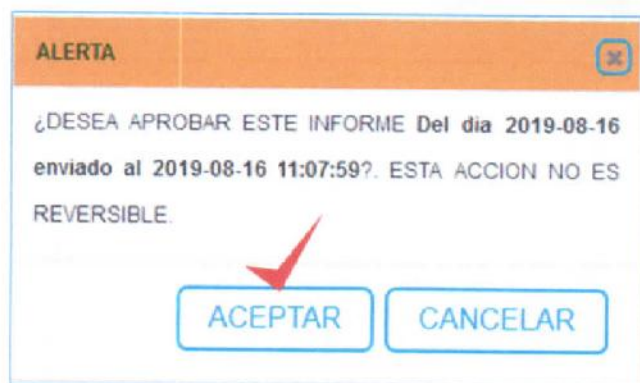 ALERTA
¿DESEA APROBAR ESTE INFORME Del dia 2019-08-16
enviado al 2019-08-16 11:07:59?. ESTA ACCION NO ES
REVERSIBLE.
ACEPTAR CANCELAR